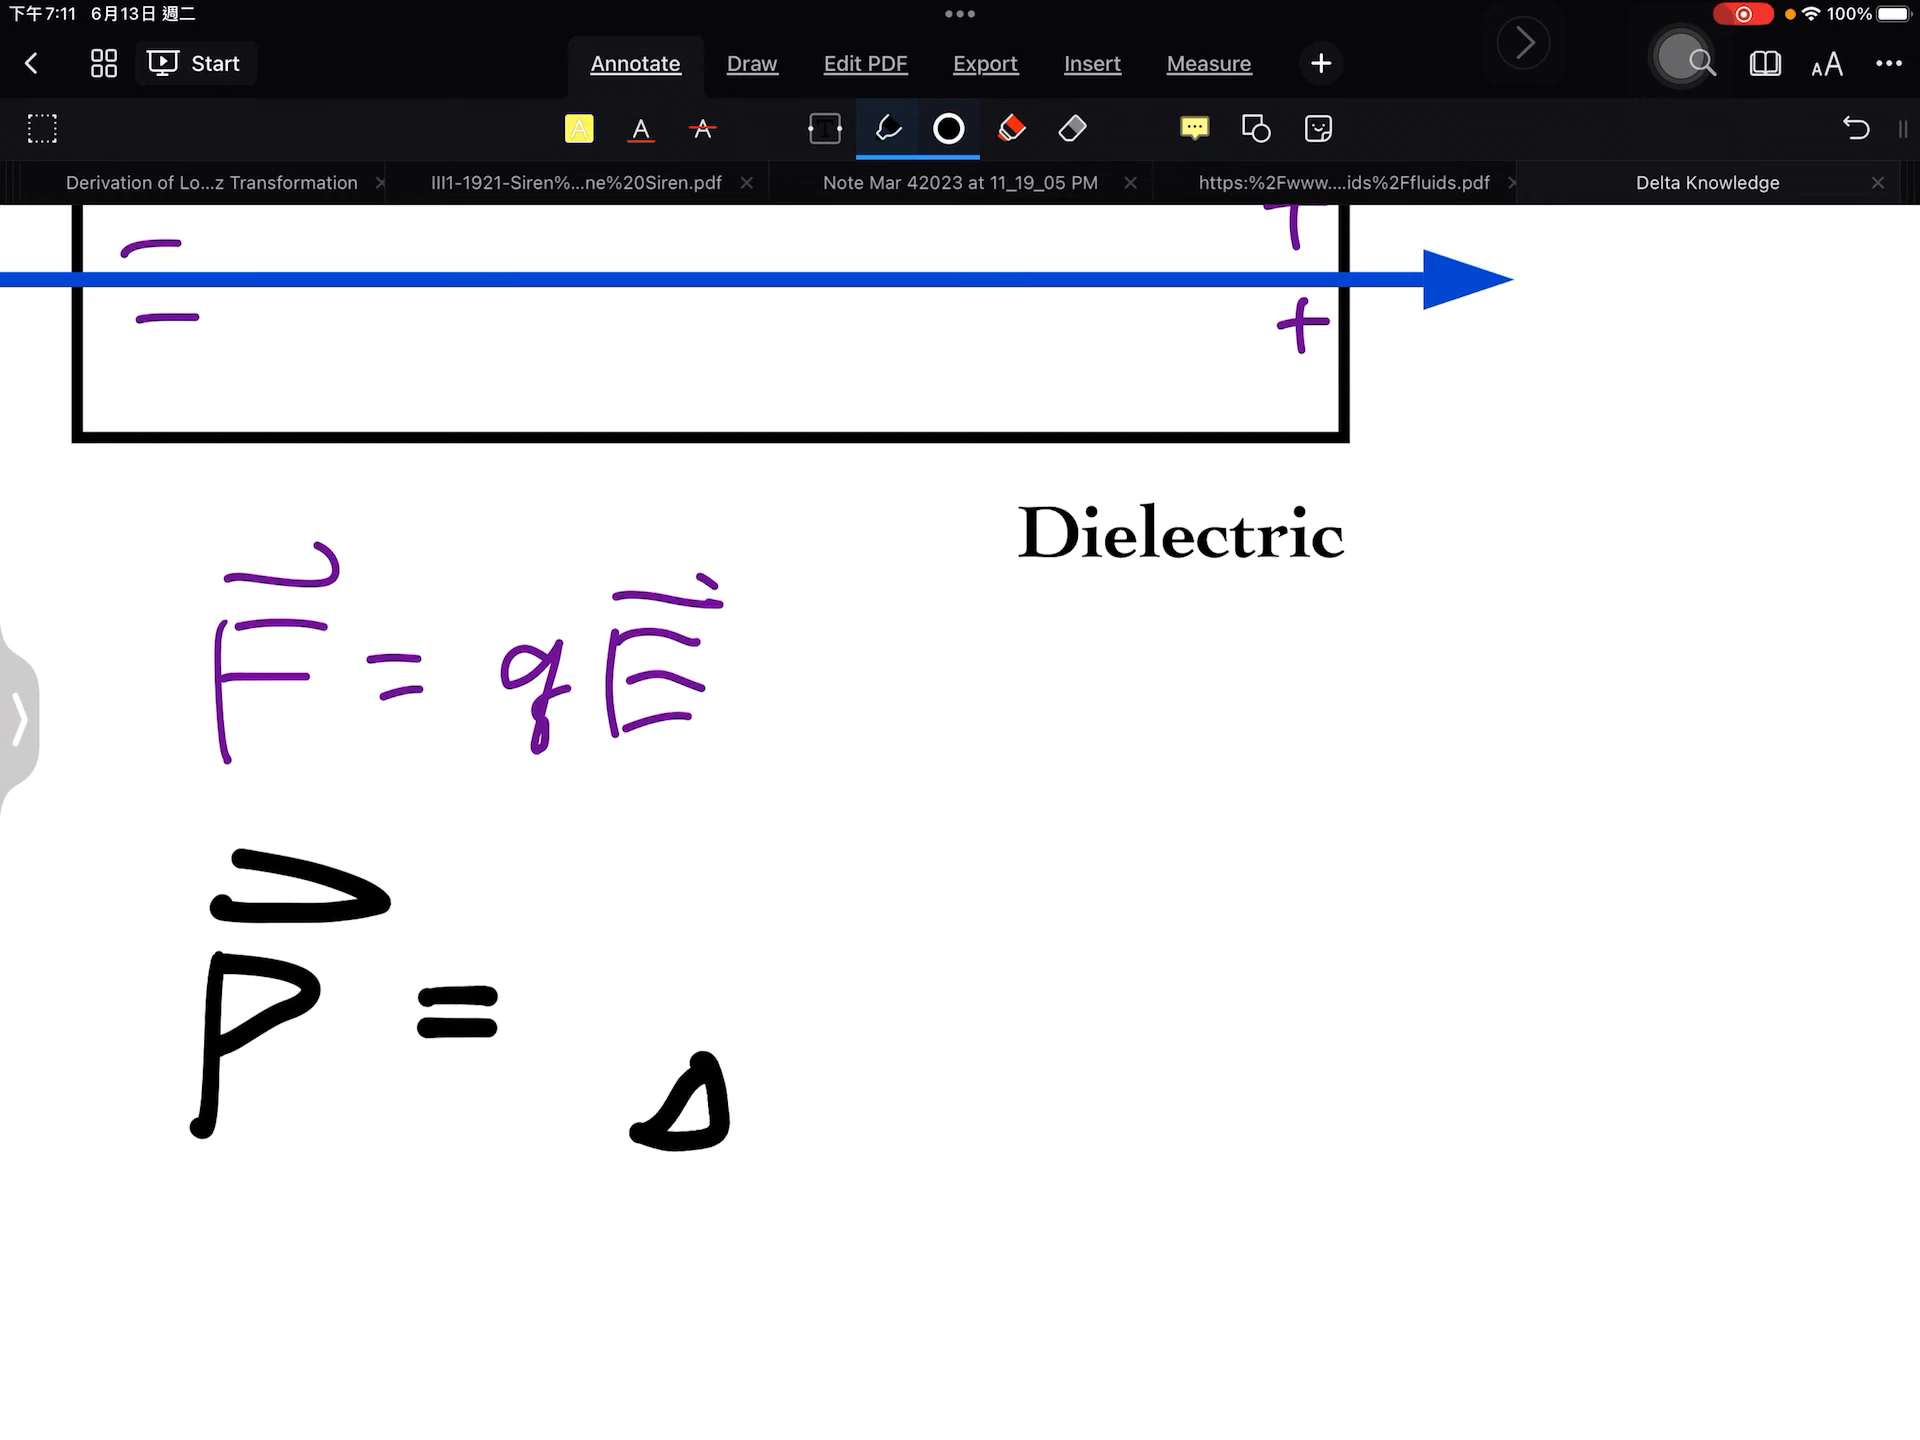 下午7:11 6月13日 週二
100%
Start
Annotate Draw Edit PDF Export Insert Measure
AA
A A A T
Derivation of Lo...z Transformation
III1-1921-Siren%...ne%20Siren.pdf
Note Mar 42023 at 11_19_05 PM
https:%2Fwww....ids%2Ffluids.pdf
Delta Knowledge
− +
− +
Dielectric
F⃗ = qE⃗
P⃗ =
Δ